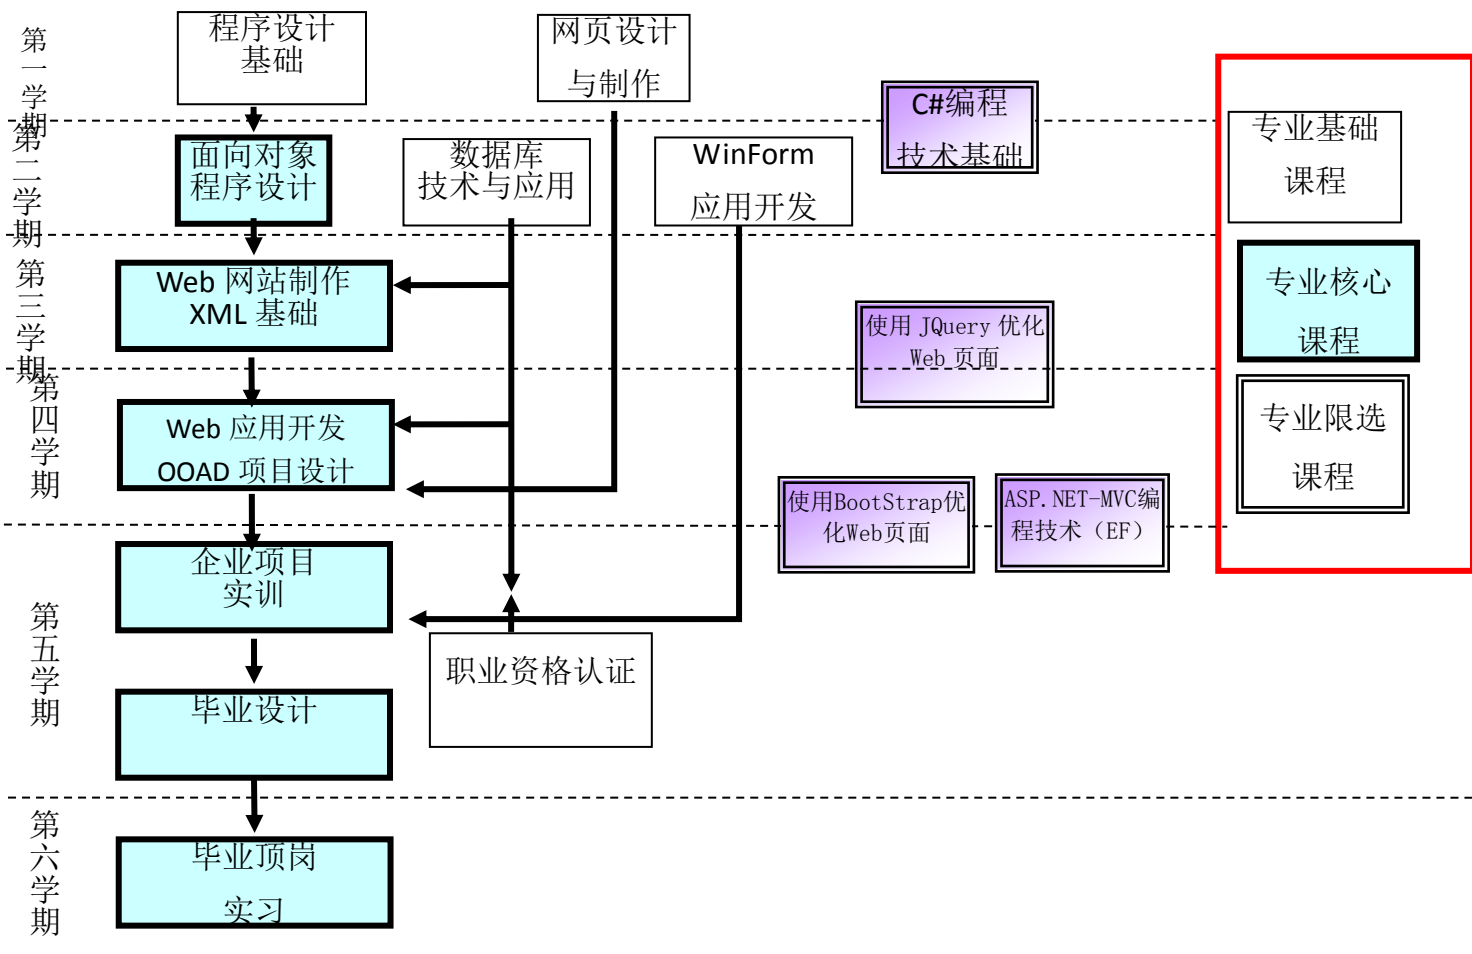 第一学期
程序设计
基础
网页设计
与制作
C#编程
技术基础
第二学期
面向对象
程序设计
数据库
技术与应用
WinForm
应用开发
专业基础
课程
第三学期
Web 网站制作
XML 基础
使用 JQuery 优化
Web 页面
专业核心
课程
第四学期
Web 应用开发
OOAD 项目设计
专业限选
课程
使用BootStrap优
化Web页面
ASP.NET-MVC编
程技术（EF）
第五学期
企业项目
实训
职业资格认证
毕业设计
第六学期
毕业顶岗
实习